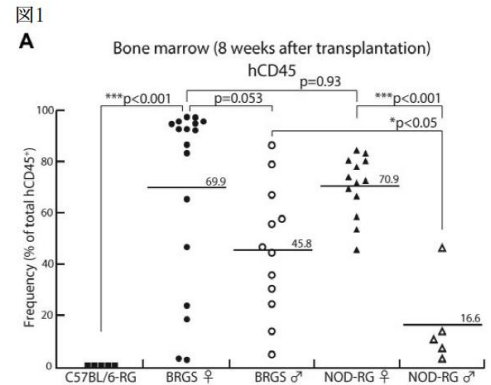 図1
A
Bone marrow (8 weeks after transplantation)
hCD45
p=0.93
***p<0.001
p=0.053
***p<0.001
*p<0.05
Frequency (% of total hCD45⁺)
100
80
60
40
20
0
69.9
45.8
70.9
16.6
C57BL/6-RG
BRGS ♀
BRGS ♂
NOD-RG ♀
NOD-RG ♂